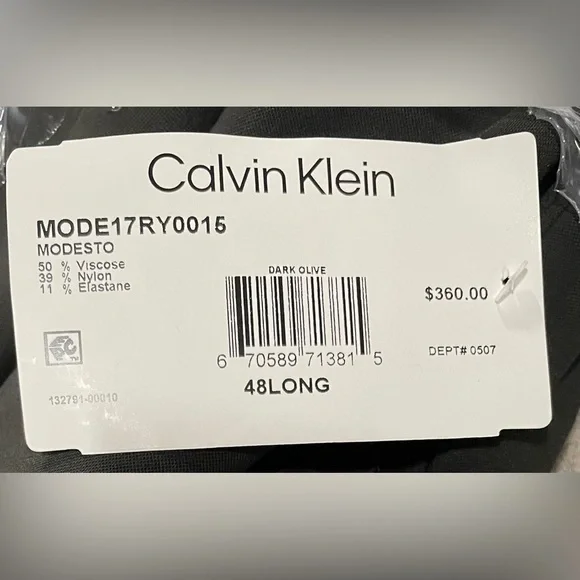 Calvin Klein
MODE17RY0015
MODESTO
50 % Viscose
39 % Nylon
11 % Elastane
DARK OLIVE
$360.00
6 70589 71381 5
DEPT# 0507
48LONG
132791-00010